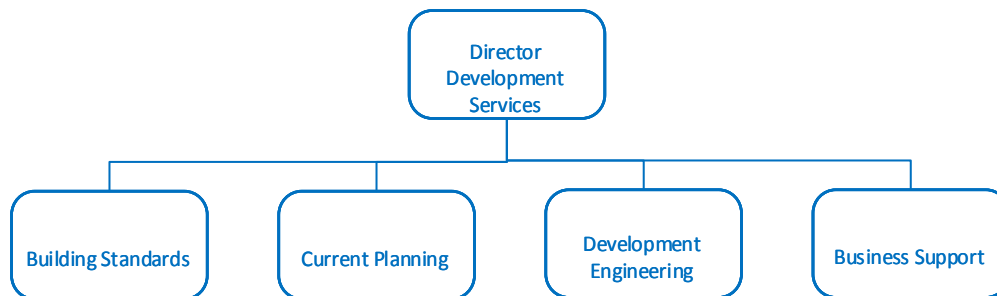 Director
Development
Services
Building Standards
Current Planning
Development
Engineering
Business Support